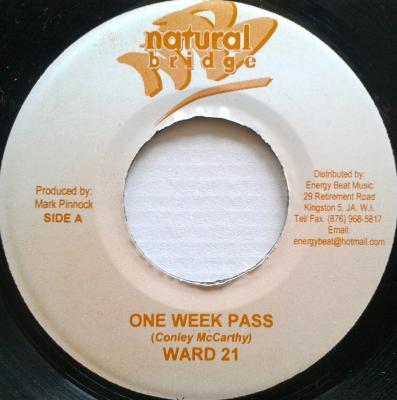 natural
bridge
Produced by:
Mark Pinnock
SIDE A
Distributed by:
Energy Beat Music
29 Retirement Road
Kingston 5. JA. W.I.
Tel/ Fax. (876) 968-5817
Email:
energybeat@hotmail.com
ONE WEEK PASS
(Conley McCarthy)
WARD 21